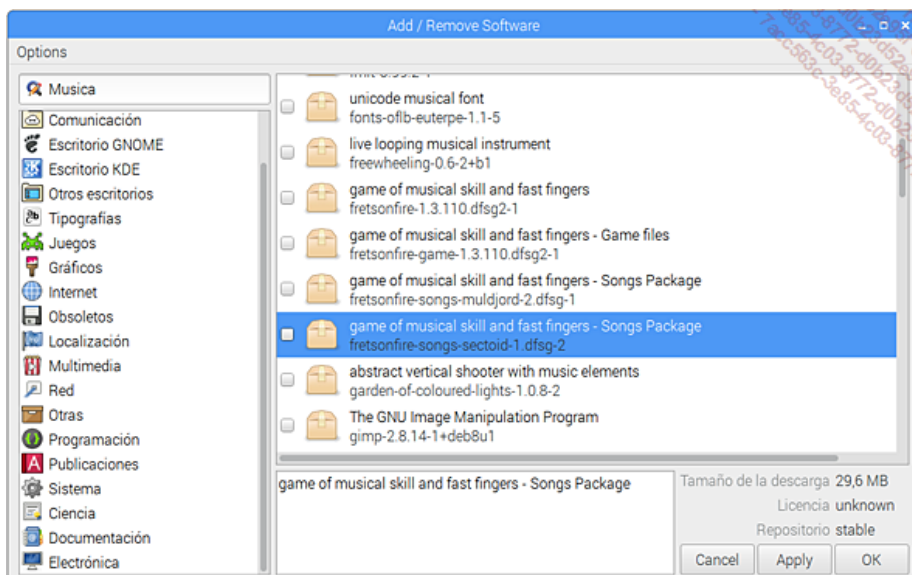 Add / Remove Software
Options
Musica
Comunicación
Escritorio GNOME
Escritorio KDE
Otros escritorios
Tipografías
Juegos
Gráficos
Internet
Obsoletos
Localización
Multimedia
Red
Otras
Programación
Publicaciones
Sistema
Ciencia
Documentación
Electrónica
unicode musical font
fonts-oflb-euterpe-1.1-5
live looping musical instrument
freewheeling-0.6-2+b1
game of musical skill and fast fingers
fretsonfire-1.3.110.dfsg2-1
game of musical skill and fast fingers - Game files
fretsonfire-game-1.3.110.dfsg2-1
game of musical skill and fast fingers - Songs Package
fretsonfire-songs-muldjord-2.dfsg-1
game of musical skill and fast fingers - Songs Package
fretsonfire-songs-sectoid-1.dfsg-2
abstract vertical shooter with music elements
garden-of-coloured-lights-1.0.8-2
The GNU Image Manipulation Program
gimp-2.8.14-1+deb8u1
game of musical skill and fast fingers - Songs Package
Tamaño de la descarga 29,6 MB
Licencia unknown
Repositorio stable
Cancel
Apply
OK